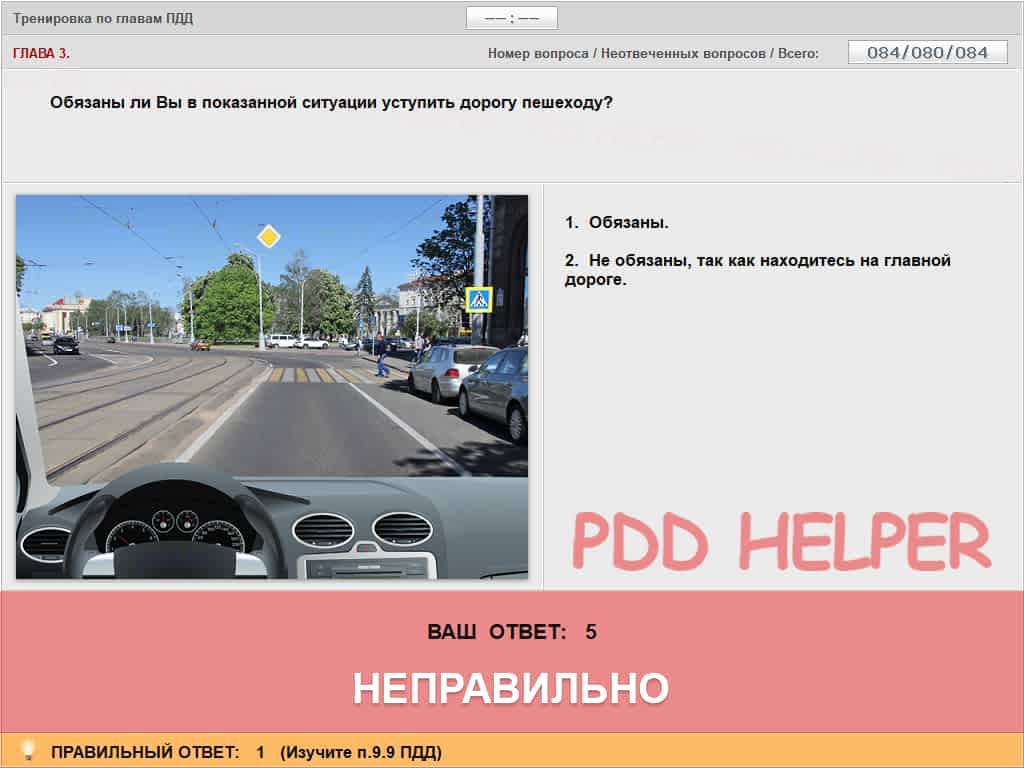 Тренировка по главам ПДД
—— : ——
ГЛАВА 3.
Номер вопроса / Неотвеченных вопросов / Всего:
084/080/084
Обязаны ли Вы в показанной ситуации уступить дорогу пешеходу?
1. Обязаны.
2. Не обязаны, так как находитесь на главной
дороге.
PDD HELPER
ВАШ ОТВЕТ: 5
НЕПРАВИЛЬНО
ПРАВИЛЬНЫЙ ОТВЕТ: 1 (Изучите п.9.9 ПДД)